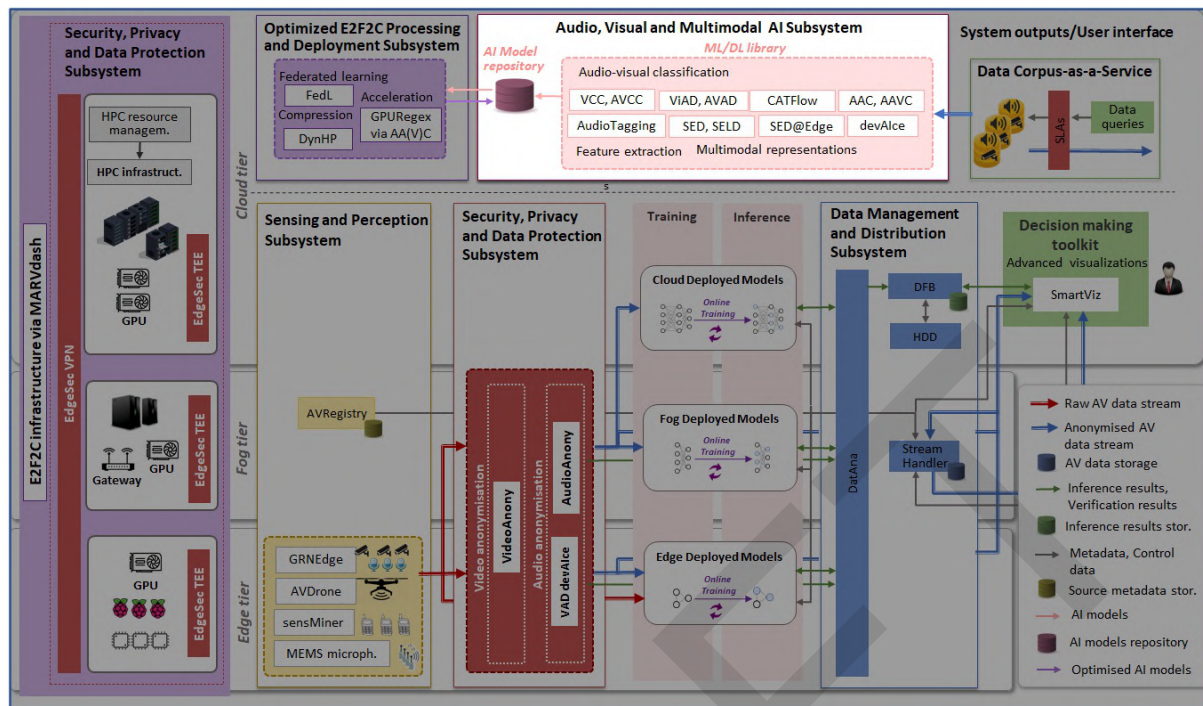 Security, Privacy
and Data Protection
Subsystem
E2F2C infrastructure via MARVdash
EdgeSec VPN
HPC resource
managem.
HPC infrastruct.
GPU
EdgeSec TEE
Gateway
GPU
EdgeSec TEE
GPU
EdgeSec TEE
Cloud tier
Fog tier
Edge tier
Optimized E2F2C Processing
and Deployment Subsystem
Federated learning
FedL
Acceleration
Compression
GPURegex
via AA(V)C
DynHP
Audio, Visual and Multimodal AI Subsystem
AI Model
repository
ML/DL library
Audio-visual classification
VCC, AVCC
ViAD, AVAD
CATFlow
AAC, AAVC
AudioTagging
SED, SELD
SED@Edge
devAIce
Feature extraction
Multimodal representations
s
System outputs/User interface
Data Corpus-as-a-Service
SLAs
Data
queries
Sensing and Perception
Subsystem
AVRegistry
GRNEdge
AVDrone
sensMiner
MEMS microph.
Security, Privacy
and Data Protection
Subsystem
Video anonymisation
VideoAnony
Audio anonymisation
AudioAnony
VAD devAIce
Training
Inference
Cloud Deployed Models
Online
Training
Fog Deployed Models
Online
Training
Edge Deployed Models
Online
Training
Data Management
and Distribution
Subsystem
DatAna
DFB
HDD
Stream
Handler
Decision making
toolkit
Advanced visualizations
SmartViz
Raw AV data stream
Anonymised AV
data stream
AV data storage
Inference results,
Verification results
Inference results stor.
Metadata, Control
data
Source metadata stor.
AI models
AI models repository
Optimised AI models